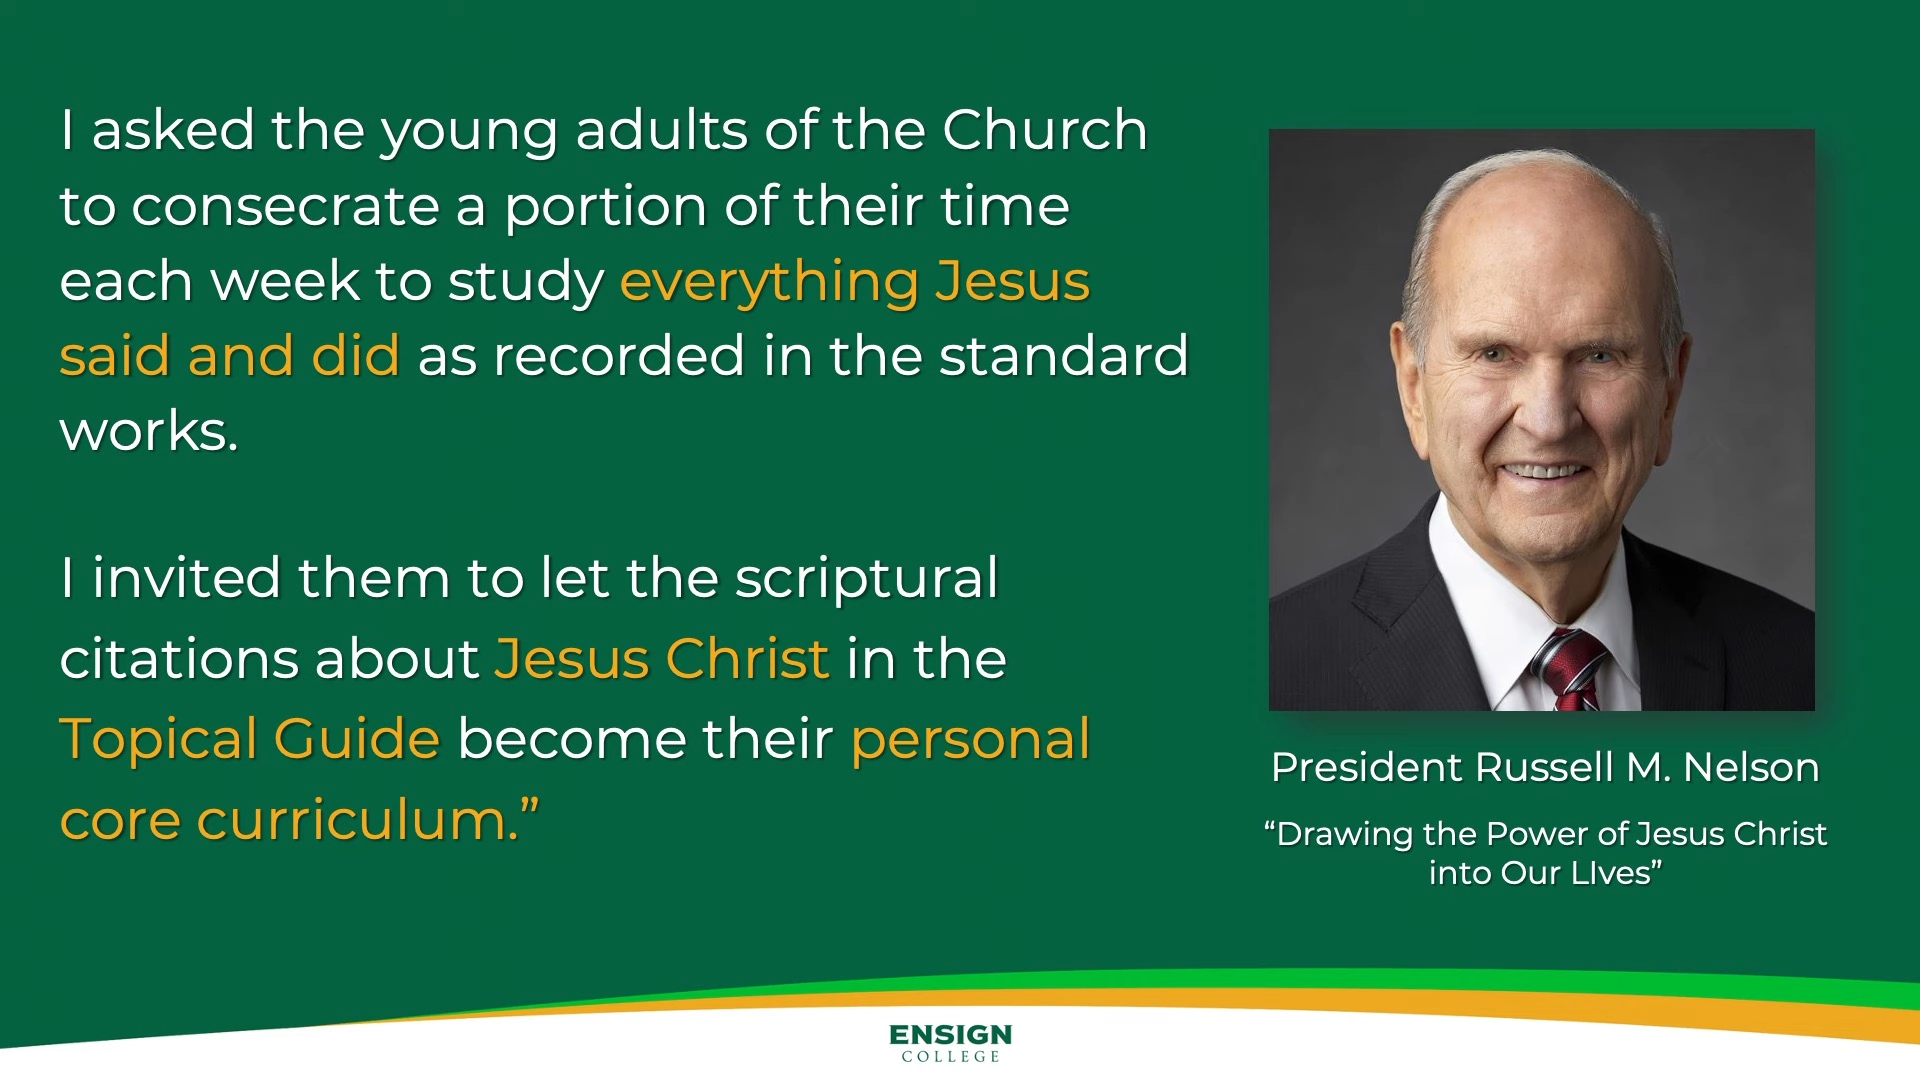 I asked the young adults of the Church
to consecrate a portion of their time
each week to study everything Jesus
said and did as recorded in the standard
works.
I invited them to let the scriptural
citations about Jesus Christ in the
Topical Guide become their personal
core curriculum.”
President Russell M. Nelson
“Drawing the Power of Jesus Christ
into Our LIves”
ENSIGN
COLLEGE